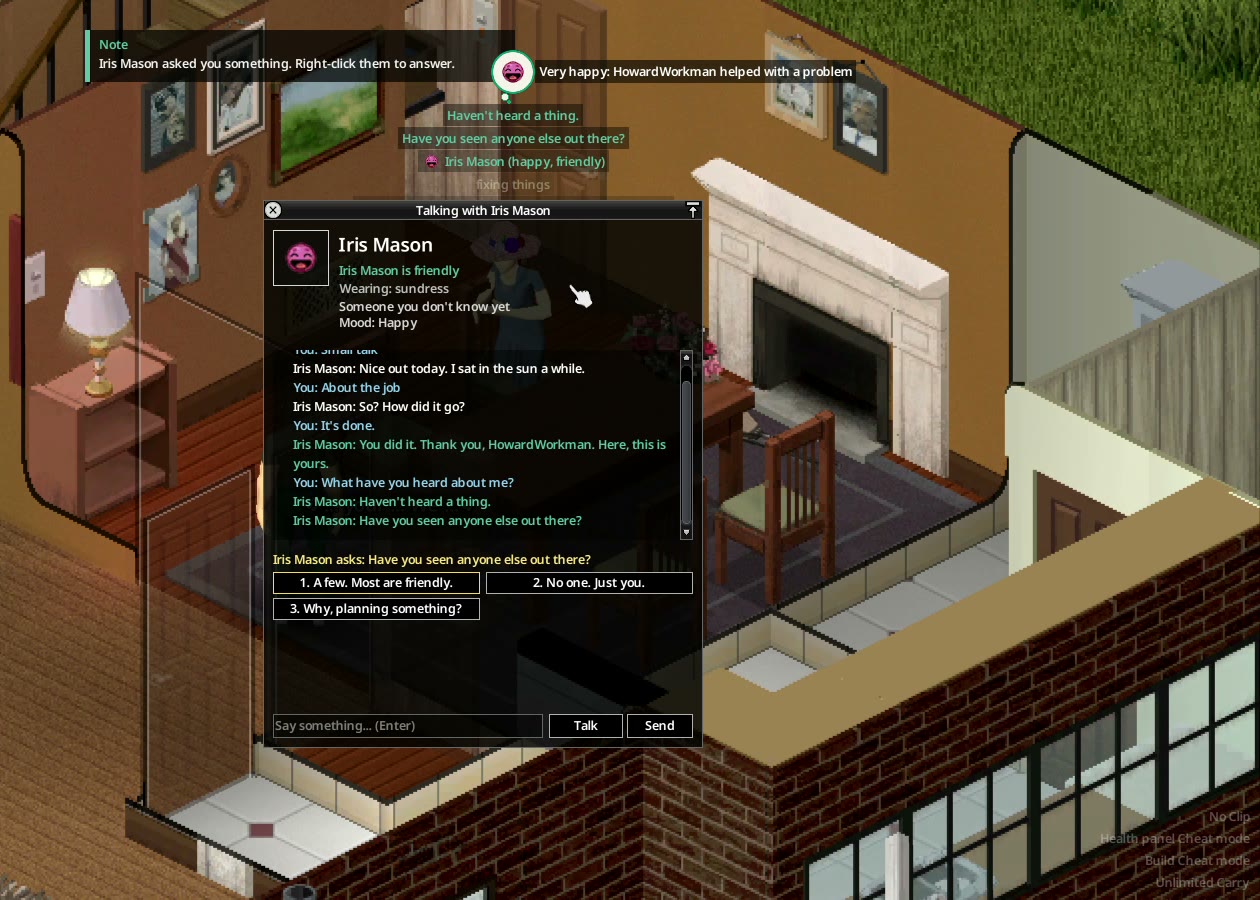 Note
Iris Mason asked you something. Right-click them to answer.
Very happy: HowardWorkman helped with a problem
Haven't heard a thing.
Have you seen anyone else out there?
Iris Mason (happy, friendly)
fixing things
Talking with Iris Mason
Iris Mason
Iris Mason is friendly
Wearing: sundress
Someone you don't know yet
Mood: Happy
You: Small talk
Iris Mason: Nice out today. I sat in the sun a while.
You: About the job
Iris Mason: So? How did it go?
You: It's done.
Iris Mason: You did it. Thank you, HowardWorkman. Here, this is
yours.
You: What have you heard about me?
Iris Mason: Haven't heard a thing.
Iris Mason: Have you seen anyone else out there?
Iris Mason asks: Have you seen anyone else out there?
1. A few. Most are friendly.
2. No one. Just you.
3. Why, planning something?
Say something... (Enter)
Talk
Send
No Clip
Health panel Cheat mode
Build Cheat mode
Unlimited Carry